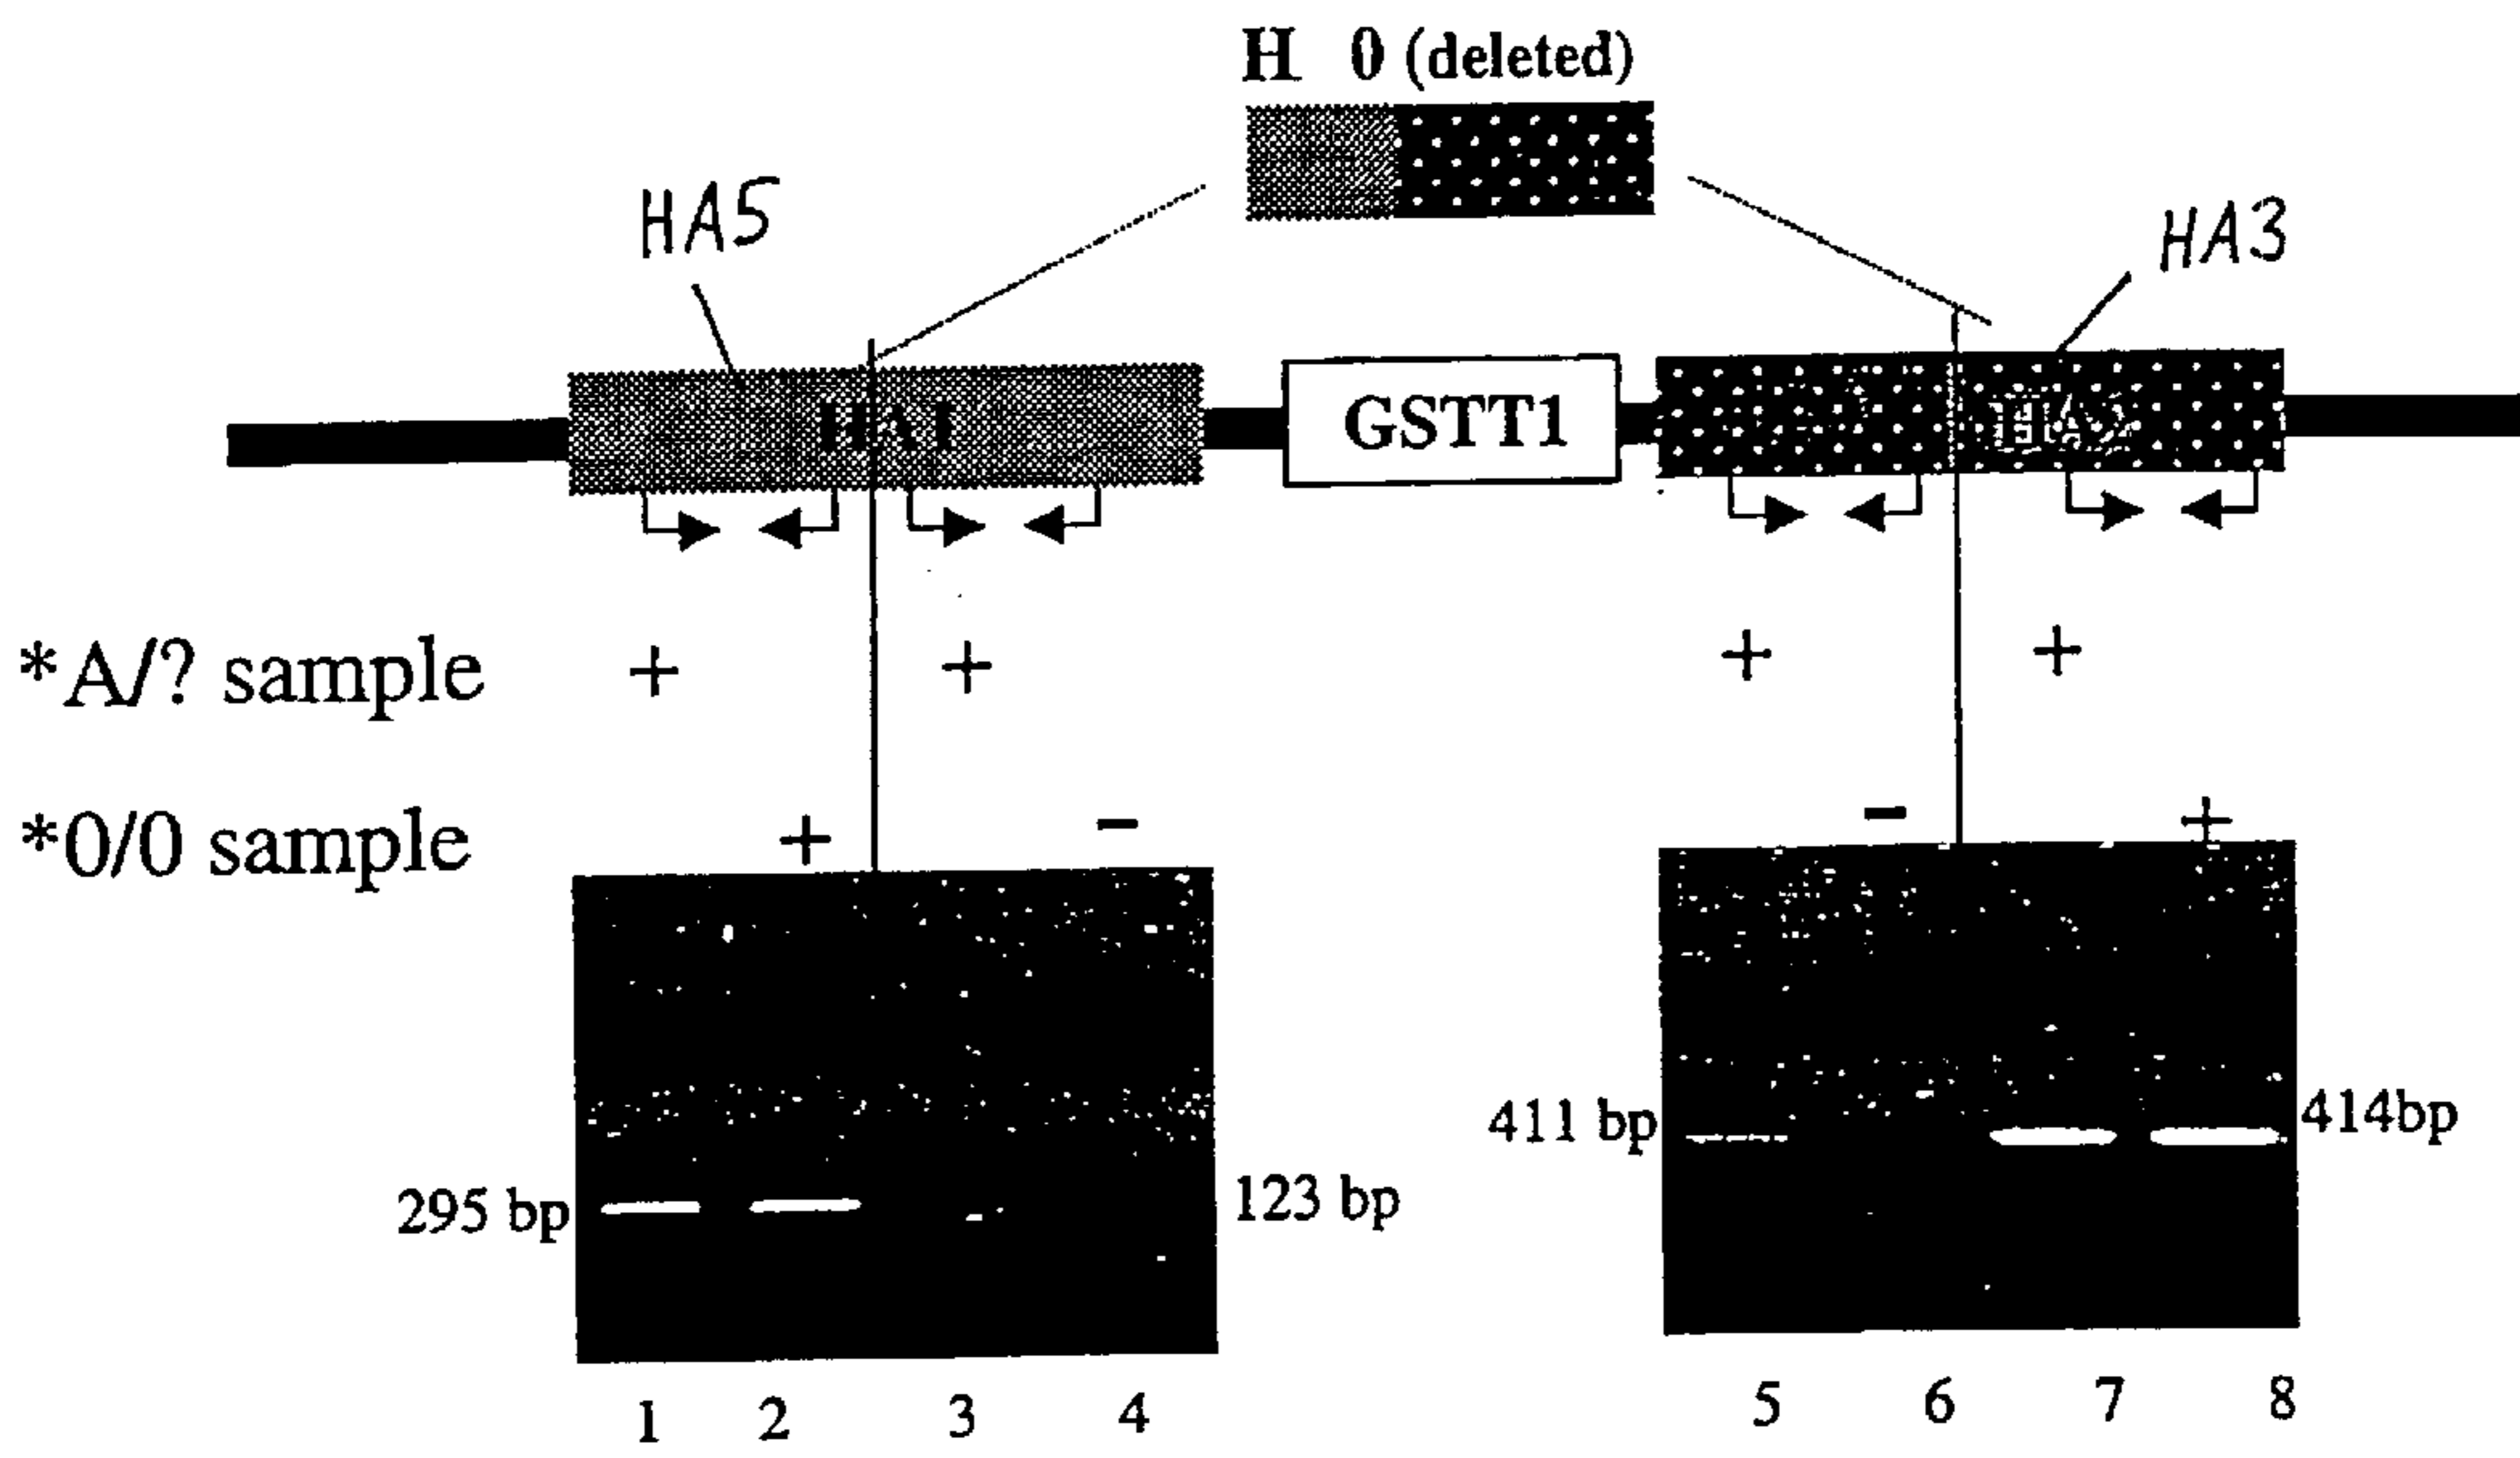 H 0 (deleted)
HA5
HA3
GSTT1
*A/? sample + + + +
*0/0 sample + - - +
411 bp
414bp
295 bp
123 bp
1 2 3 4 5 6 7 8